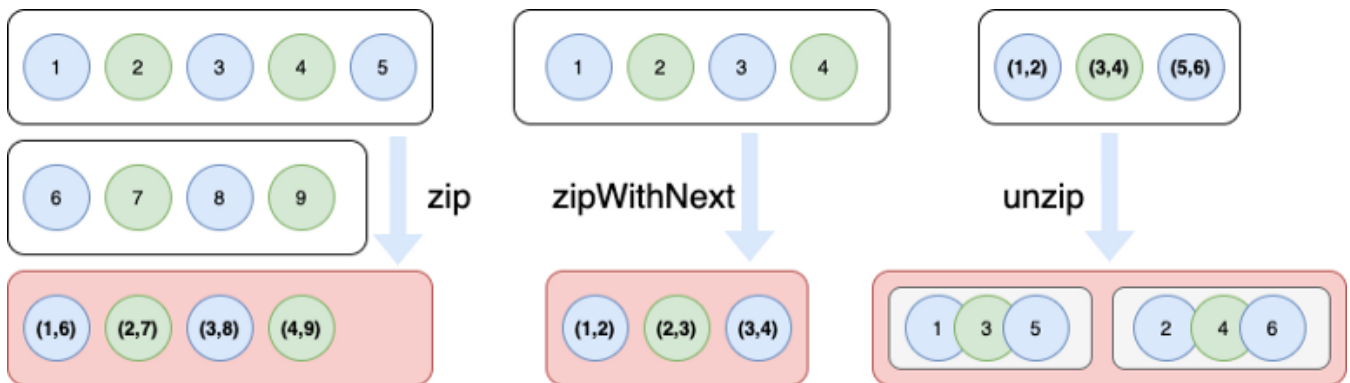 1 2 3 4 5
6 7 8 9
zip
(1,6) (2,7) (3,8) (4,9)
1 2 3 4
zipWithNext
(1,2) (2,3) (3,4)
(1,2) (3,4) (5,6)
unzip
1 3 5
2 4 6